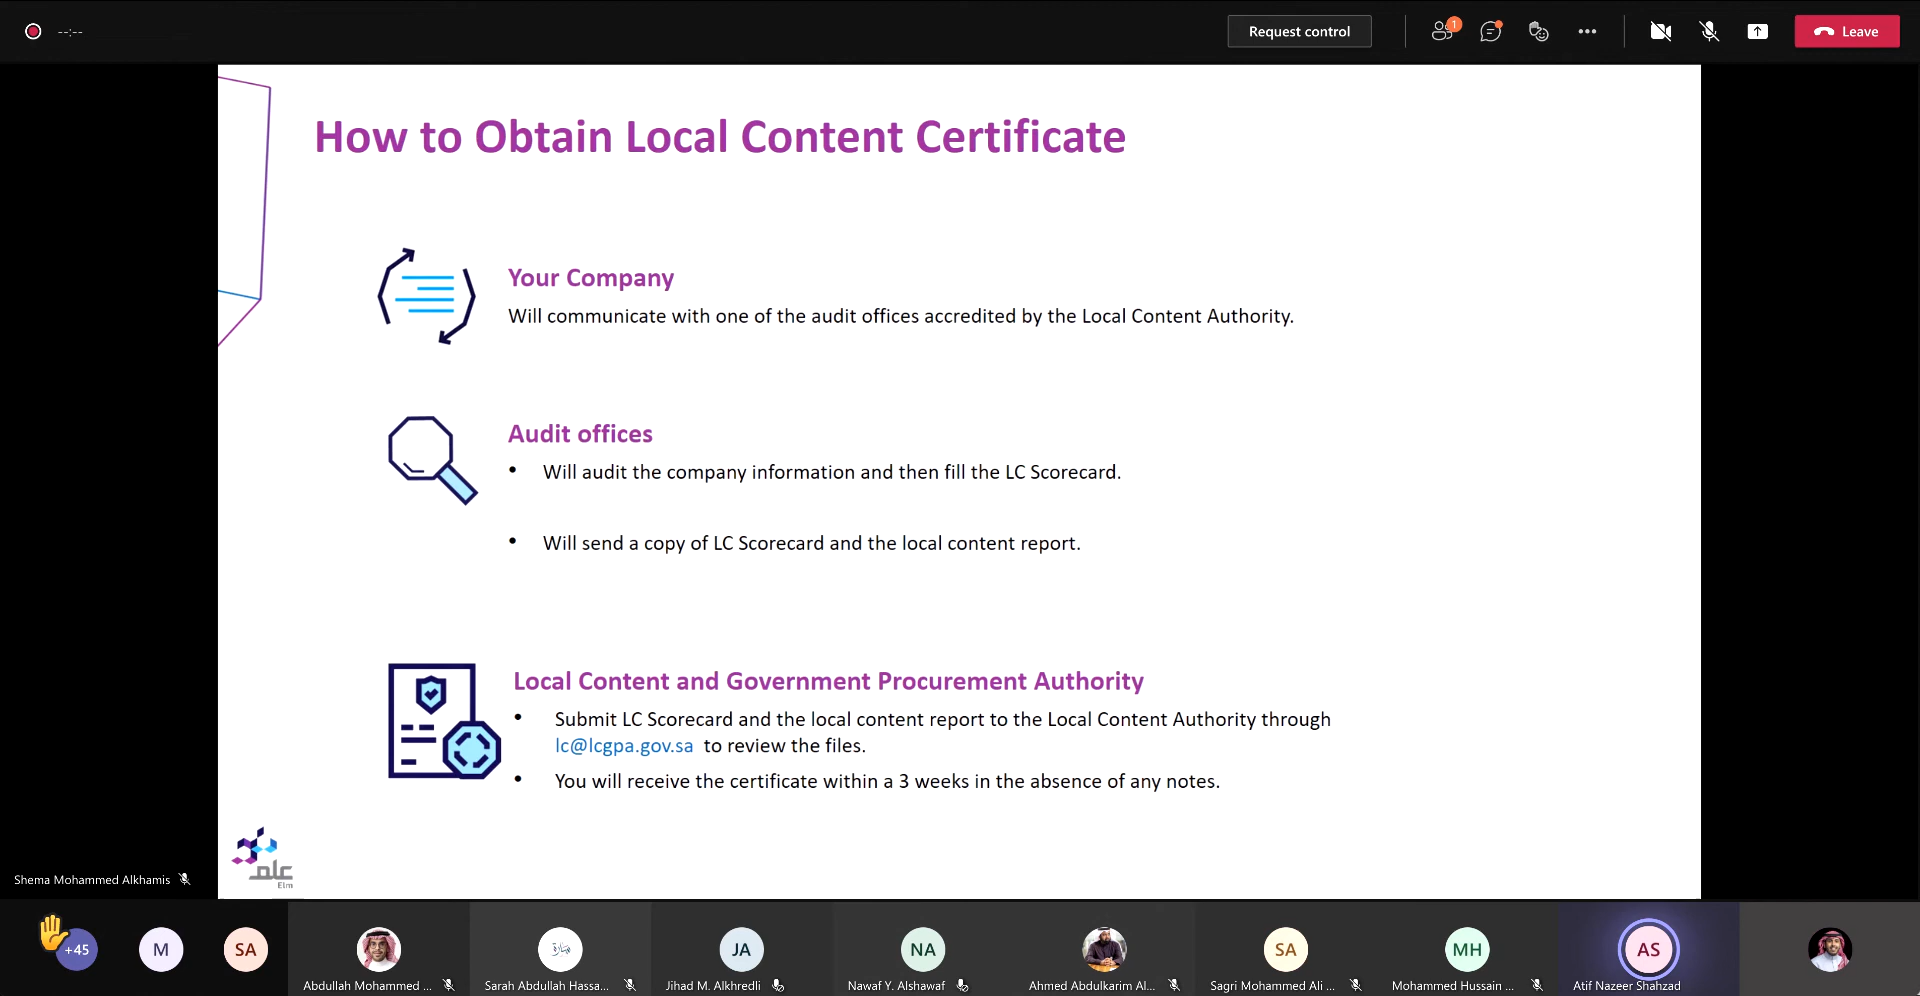 --:--
Request control
1
Leave
How to Obtain Local Content Certificate
Your Company
Will communicate with one of the audit offices accredited by the Local Content Authority.
Audit offices
• Will audit the company information and then fill the LC Scorecard.
• Will send a copy of LC Scorecard and the local content report.
Local Content and Government Procurement Authority
• Submit LC Scorecard and the local content report to the Local Content Authority through
lc@lcgpa.gov.sa to review the files.
• You will receive the certificate within a 3 weeks in the absence of any notes.
علم
Elm
Shema Mohammed Alkhamis
+45
M
SA
JA
NA
SA
MH
AS
Abdullah Mohammed ...
Sarah Abdullah Hassa...
Jihad M. Alkhredli
Nawaf Y. Alshawaf
Ahmed Abdulkarim Al...
Sagri Mohammed Ali ...
Mohammed Hussain ...
Atif Nazeer Shahzad